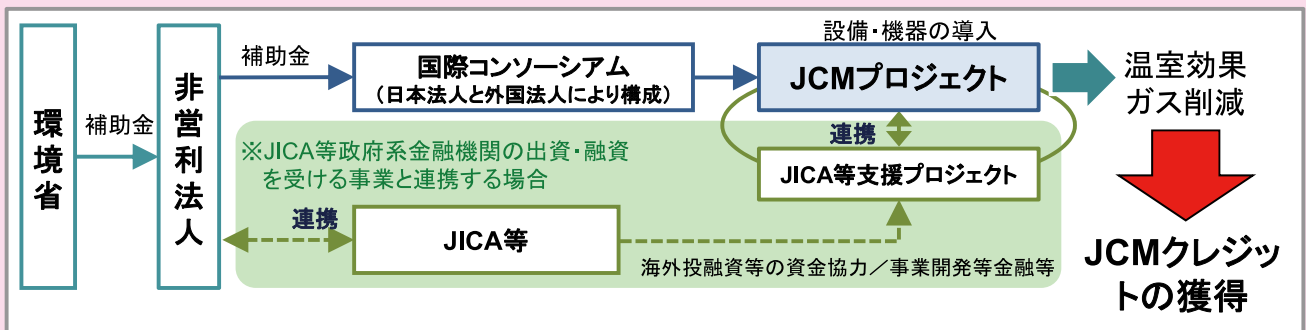 環境省
補助金
非営利法人
補助金
国際コンソーシアム
（日本法人と外国法人により構成）
設備・機器の導入
JCMプロジェクト
温室効果
ガス削減
連携
JICA等支援プロジェクト
※JICA等政府系金融機関の出資・融資
を受ける事業と連携する場合
連携
JICA等
海外投融資等の資金協力／事業開発等金融等
JCMクレジッ
トの獲得